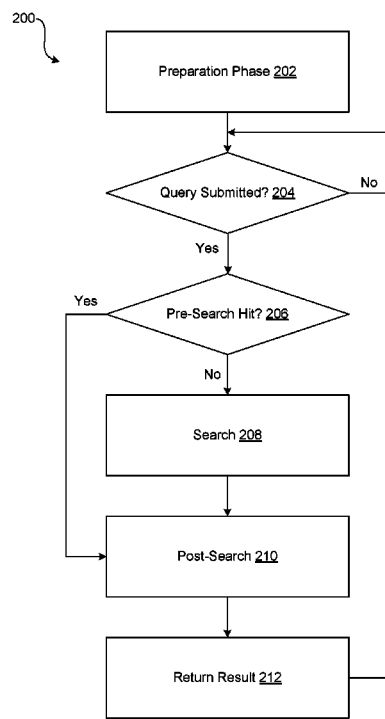 200
Preparation Phase 202
Query Submitted? 204
No
Yes
Yes
Pre-Search Hit? 206
No
Search 208
Post-Search 210
Return Result 212